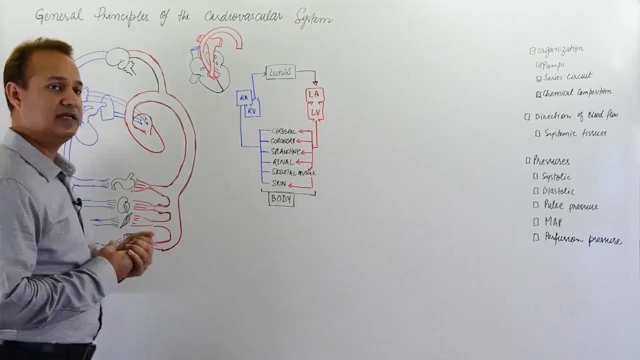 General Principles of the Cardiovascular System
LUNGS
RA
RV
LA
LV
CEREBRAL
CORONARY
SPLANCHNIC
RENAL
SKELETAL MUSCLE
SKIN
BODY
Organization
Pumps
Series Circuit
Chemical Composition
Direction of Blood flow
Systemic tissues
Pressures
Systolic
Diastolic
Pulse pressure
MAP
Perfusion pressure